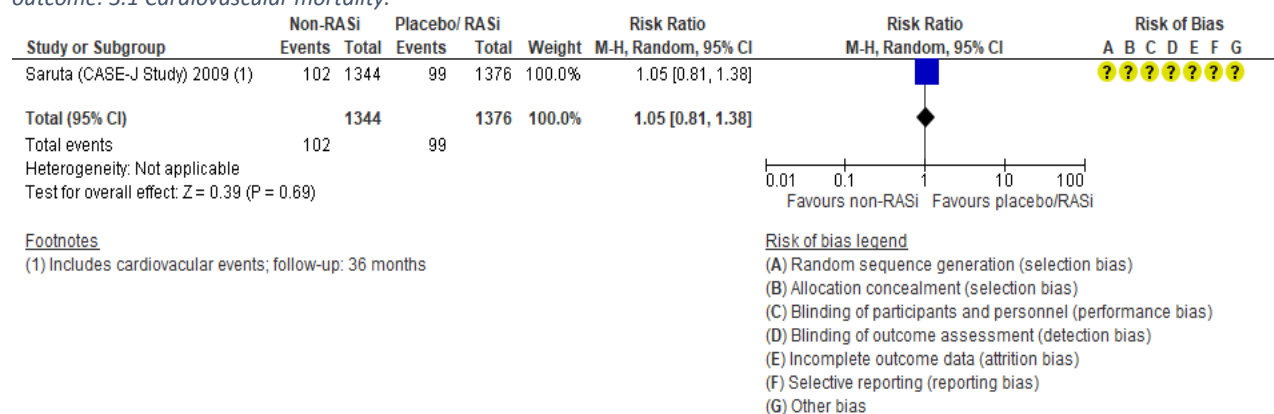 outcome: 3.1 Cardiovascular mortality.
Non-RASi Placebo/ RASi Risk Ratio Risk Ratio Risk of Bias
Study or Subgroup Events Total Events Total Weight M-H, Random, 95% CI M-H, Random, 95% CI A B C D E F G
Saruta (CASE-J Study) 2009 (1) 102 1344 99 1376 100.0% 1.05 [0.81, 1.38] ? ? ? ? ? ? ?
Total (95% CI) 1344 1376 100.0% 1.05 [0.81, 1.38]
Total events 102 99
Heterogeneity: Not applicable
Test for overall effect: Z = 0.39 (P = 0.69)
0.01 0.1 1 10 100
Favours non-RASi Favours placebo/RASi
Footnotes
(1) Includes cardiovacular events; follow-up: 36 months
Risk of bias legend
(A) Random sequence generation (selection bias)
(B) Allocation concealment (selection bias)
(C) Blinding of participants and personnel (performance bias)
(D) Blinding of outcome assessment (detection bias)
(E) Incomplete outcome data (attrition bias)
(F) Selective reporting (reporting bias)
(G) Other bias